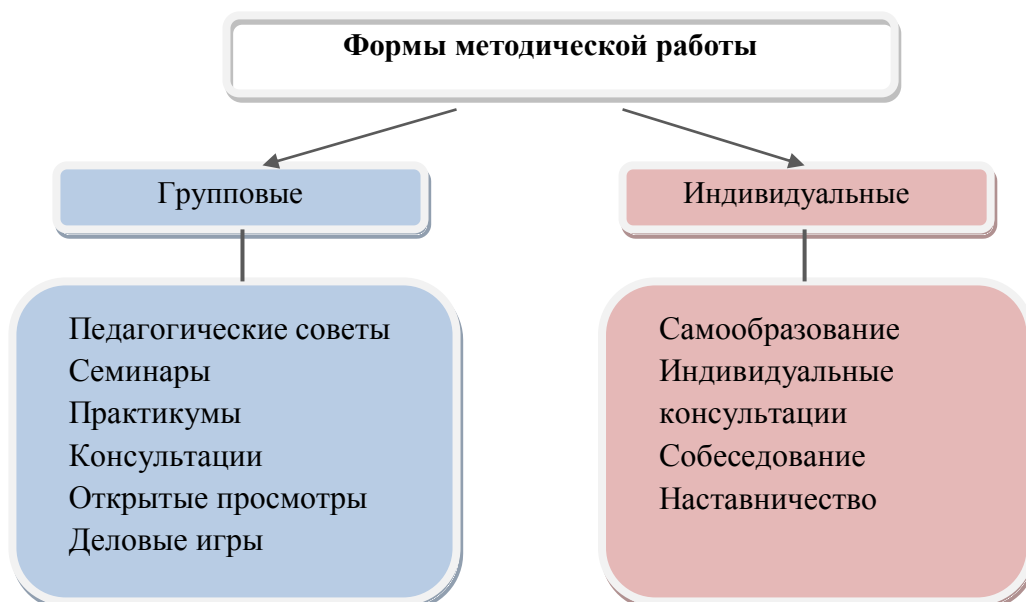 Формы методической работы
Групповые
Индивидуальные
Педагогические советы
Семинары
Практикумы
Консультации
Открытые просмотры
Деловые игры
Самообразование
Индивидуальные
консультации
Собеседование
Наставничество